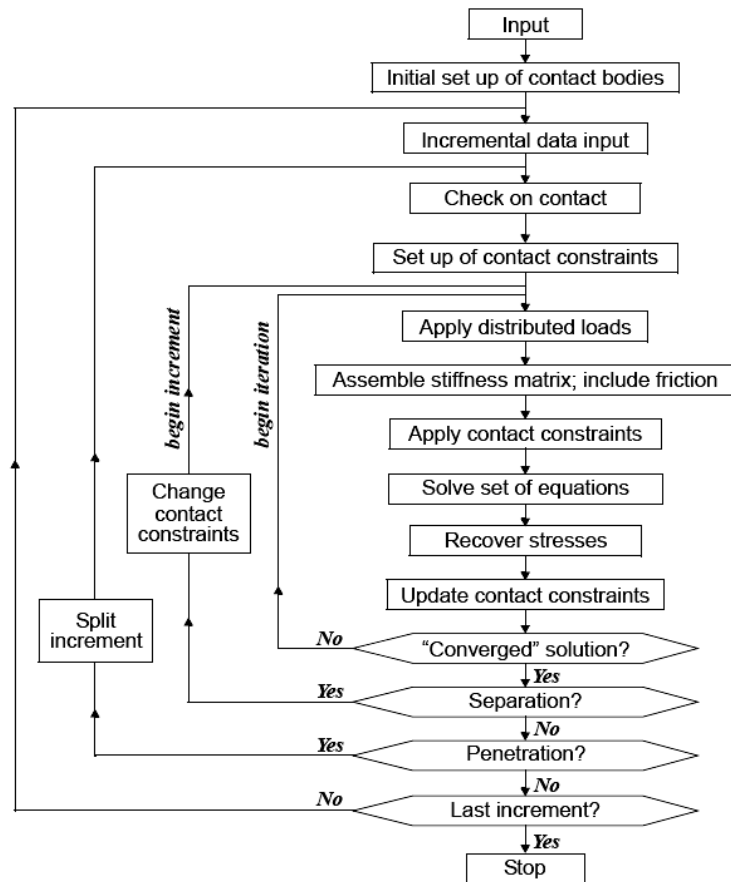 Input
Initial set up of contact bodies
Incremental data input
Check on contact
Set up of contact constraints
begin increment
begin iteration
Apply distributed loads
Assemble stiffness matrix; include friction
Apply contact constraints
Change
contact
constraints
Solve set of equations
Recover stresses
Update contact constraints
Split
increment
No
“Converged” solution?
Yes
Yes
Separation?
No
Yes
Penetration?
No
No
Last increment?
Yes
Stop